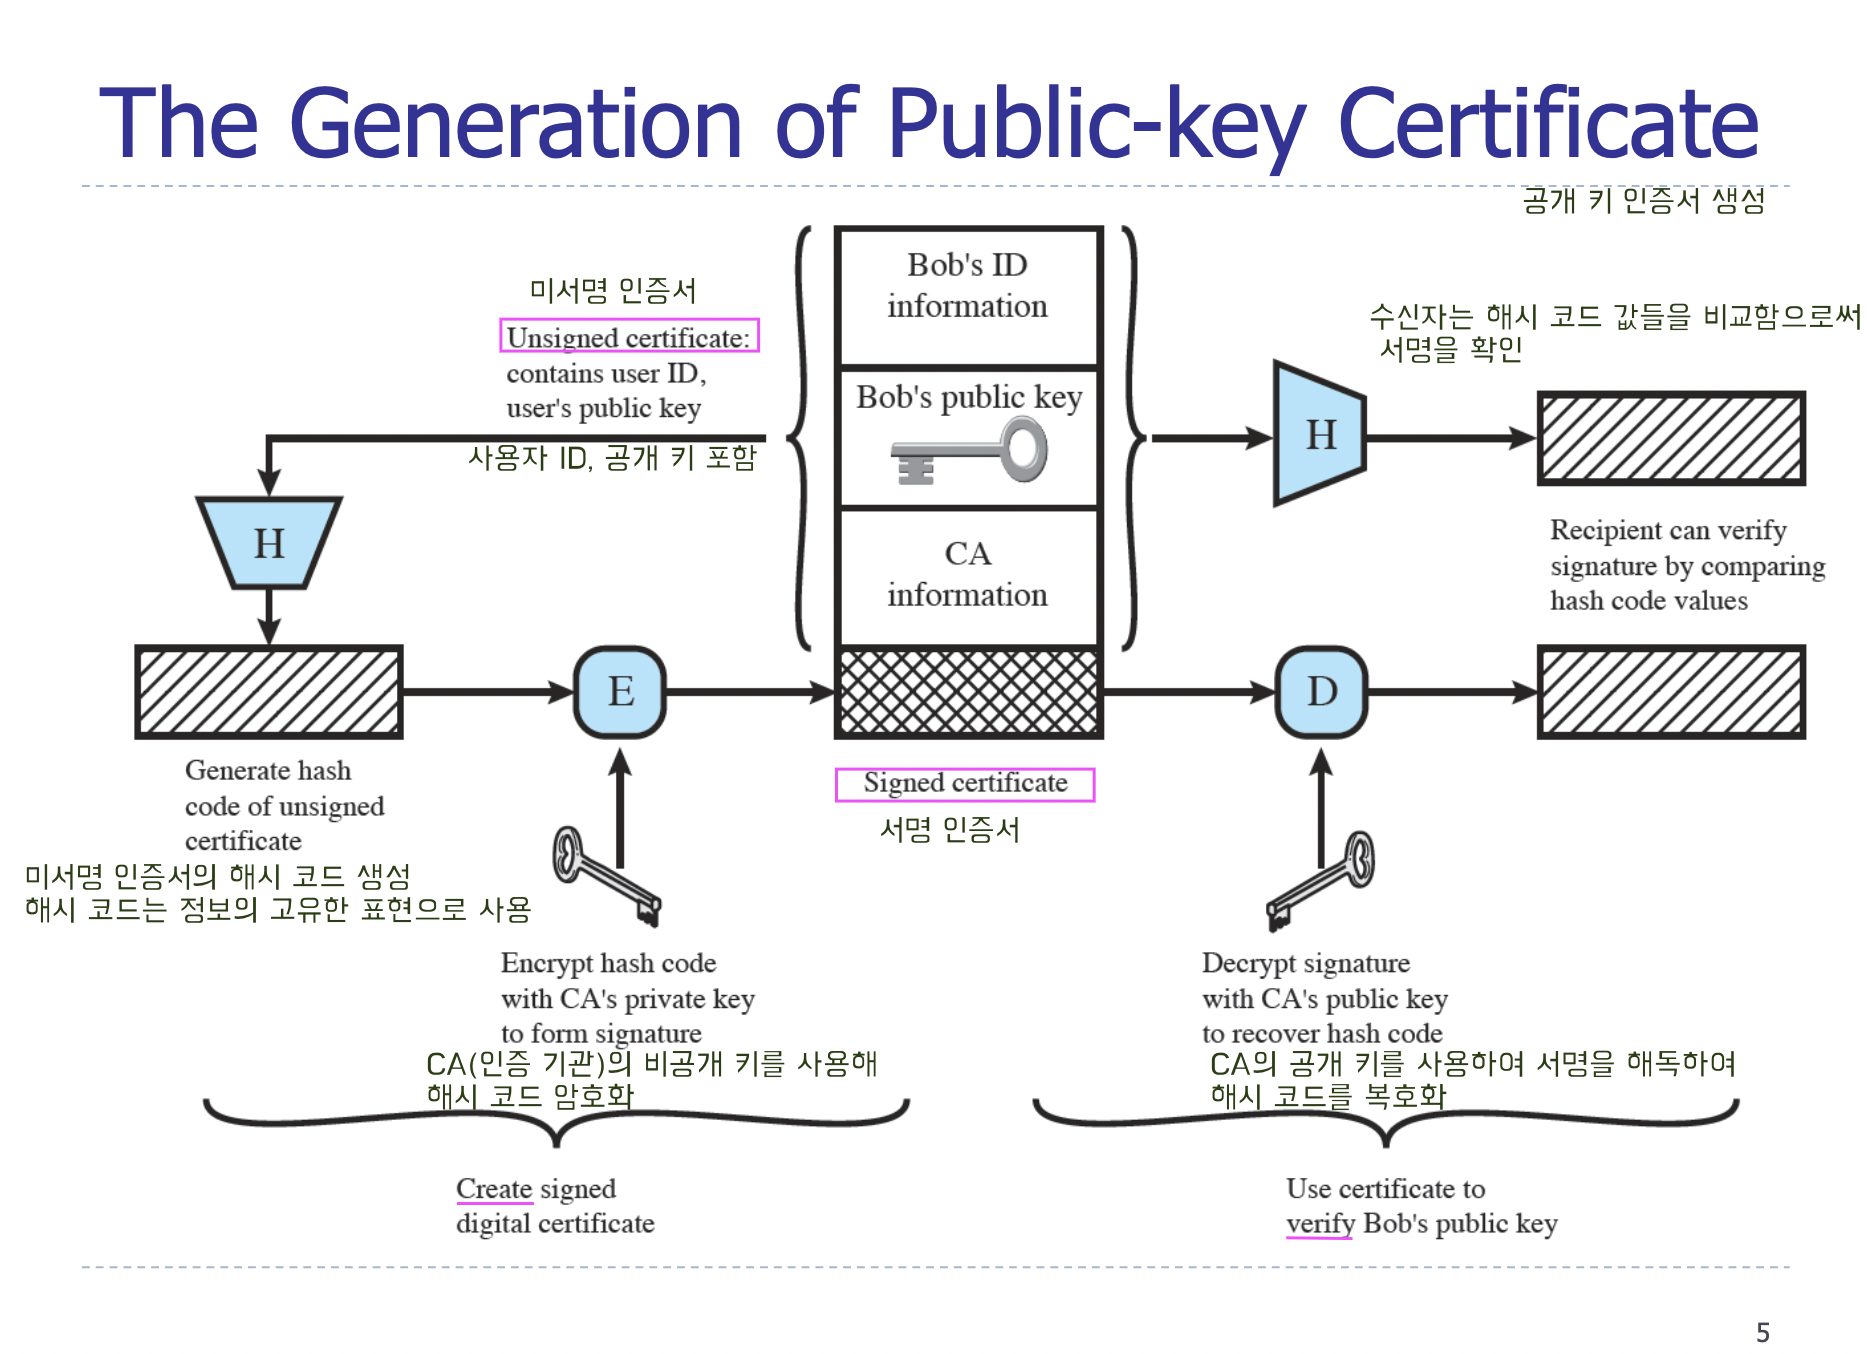 The Generation of Public-key Certificate
공개 키 인증서 생성
미서명 인증서
Unsigned certificate:
contains user ID,
user's public key
사용자 ID, 공개 키 포함
Bob's ID
information
Bob's public key
CA
information
수신자는 해시 코드 값들을 비교함으로써
서명을 확인
H
H
Recipient can verify
signature by comparing
hash code values
E
D
Generate hash
code of unsigned
certificate
미서명 인증서의 해시 코드 생성
해시 코드는 정보의 고유한 표현으로 사용
Signed certificate
서명 인증서
Encrypt hash code
with CA's private key
to form signature
CA(인증 기관)의 비공개 키를 사용해
해시 코드 암호화
Decrypt signature
with CA's public key
to recover hash code
CA의 공개 키를 사용하여 서명을 해독하여
해시 코드를 복호화
Create signed
digital certificate
Use certificate to
verify Bob's public key
5